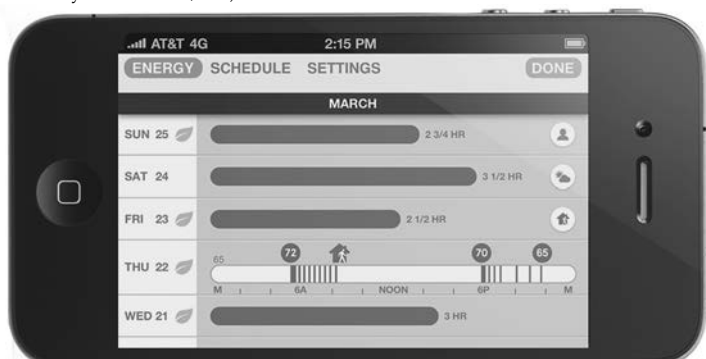 AT&T 4G 2:15 PM
ENERGY SCHEDULE SETTINGS DONE
MARCH
SUN 25 2 3/4 HR
SAT 24 3 1/2 HR
FRI 23 2 1/2 HR
THU 22
65 72 70 65
M 6A NOON 6P M
WED 21 3 HR